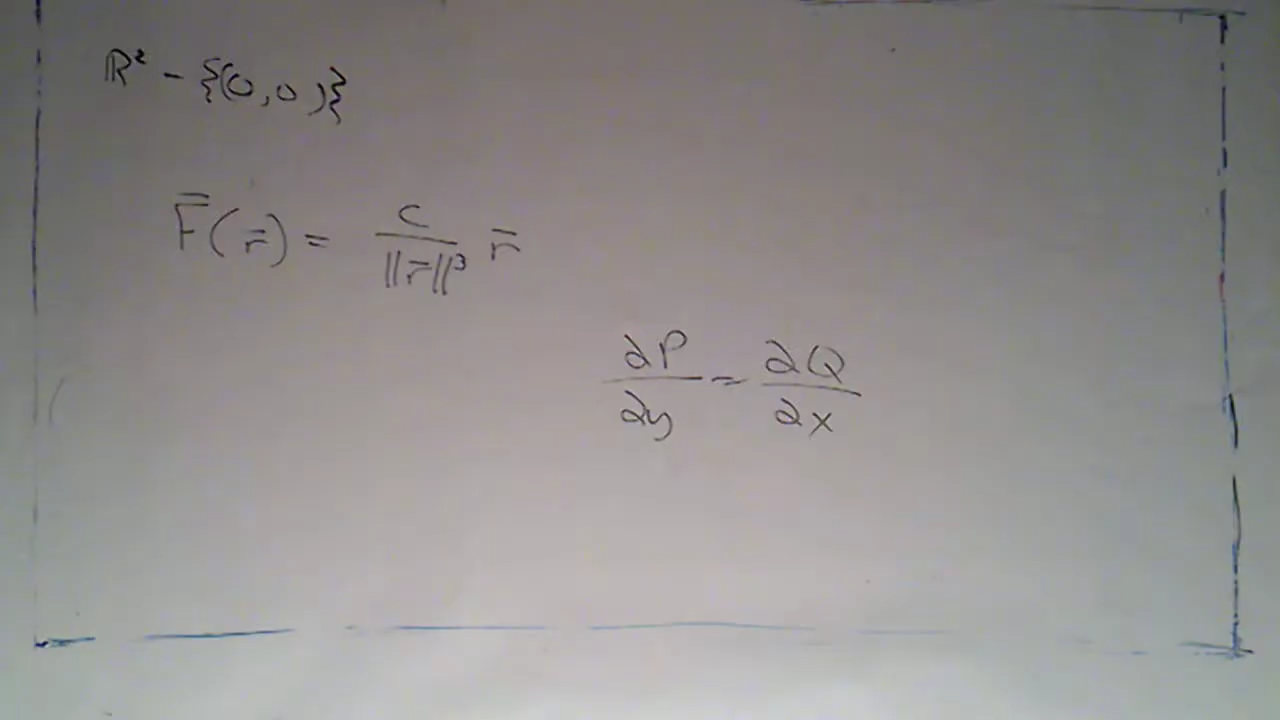 ℝ² - {(0,0)}
F̄(r̄) = C / ||r̄||³ r̄
∂P/∂y = ∂Q/∂x